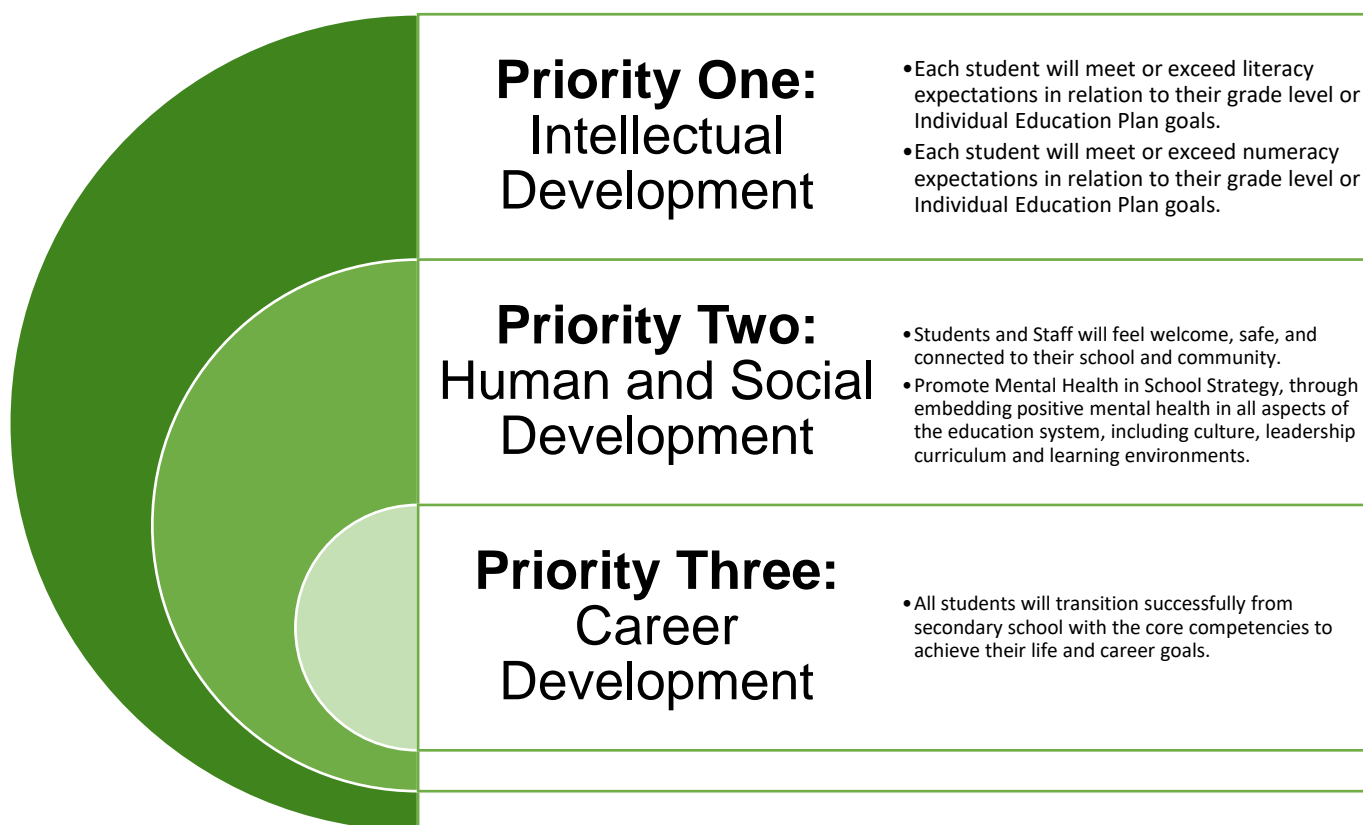 Priority One:
Intellectual
Development
•Each student will meet or exceed literacy
expectations in relation to their grade level or
Individual Education Plan goals.
•Each student will meet or exceed numeracy
expectations in relation to their grade level or
Individual Education Plan goals.
Priority Two:
Human and Social
Development
•Students and Staff will feel welcome, safe, and
connected to their school and community.
•Promote Mental Health in School Strategy, through
embedding positive mental health in all aspects of
the education system, including culture, leadership
curriculum and learning environments.
Priority Three:
Career
Development
•All students will transition successfully from
secondary school with the core competencies to
achieve their life and career goals.